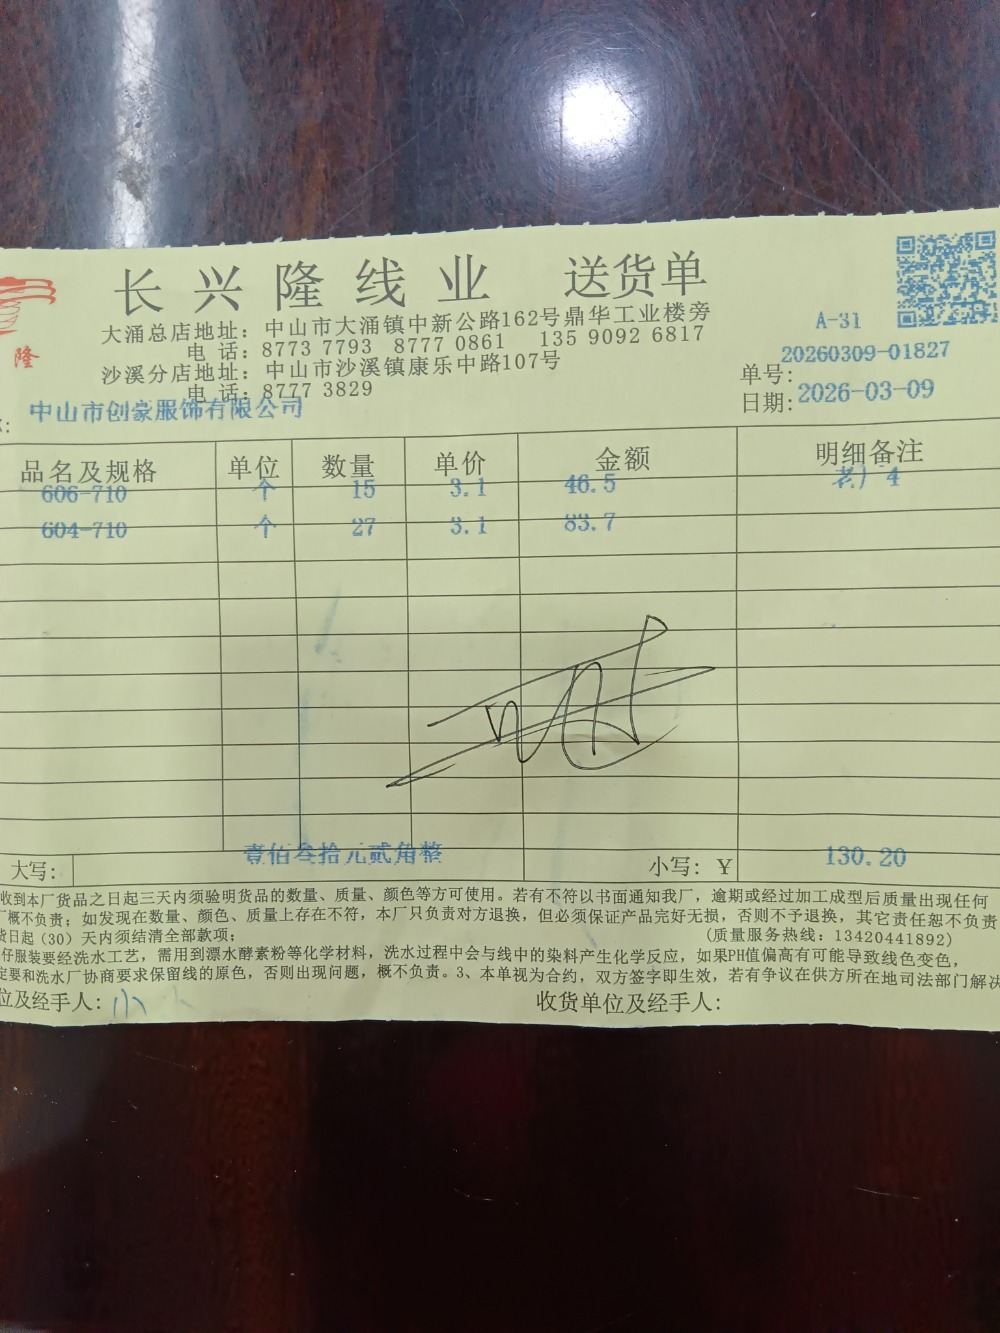 长兴隆线业 送货单
隆
大涌总店地址：中山市大涌镇中新公路162号鼎华工业楼旁
电 话：8773 7793 8777 0861 135 9092 6817
沙溪分店地址：中山市沙溪镇康乐中路107号
电 话：8777 3829
A-31
单号：20260309-01827
日期：2026-03-09
中山市创豪服饰有限公司
品名及规格 单位 数量 单价 金额 明细备注
606-710 个 15 3.1 46.5 老厂4
604-710 个 27 3.1 83.7
大写： 壹佰叁拾元贰角整 小写：￥ 130.20
收到本厂货品之日起三天内须验明货品的数量、质量、颜色等方可使用。若有不符以书面通知我厂，逾期或经过加工成型后质量出现任何
厂概不负责；如发现在数量、颜色、质量上存在不符，本厂只负责对方退换，但必须保证产品完好无损，否则不予退换，其它责任恕不负责
货日起（30）天内须结清全部款项； (质量服务热线：13420441892)
仔服装要经洗水工艺，需用到漂水酵素粉等化学材料，洗水过程中会与线中的染料产生化学反应，如果PH值偏高有可能导致线色变色，
定要和洗水厂协商要求保留线的原色，否则出现问题，概不负责。3、本单视为合约，双方签字即生效，若有争议在供方所在地司法部门解决
位及经手人：小 收货单位及经手人：